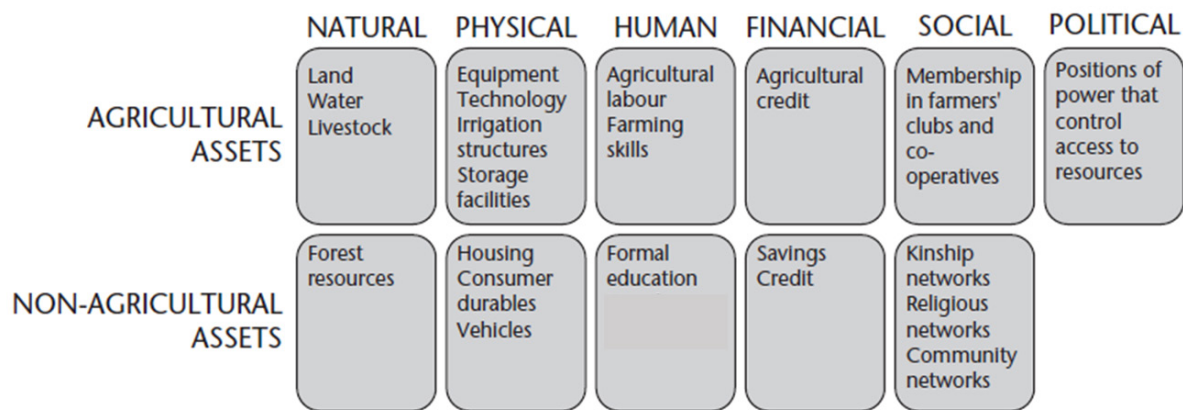 NATURAL PHYSICAL HUMAN FINANCIAL SOCIAL POLITICAL
AGRICULTURAL
ASSETS
Land
Water
Livestock
Equipment
Technology
Irrigation
structures
Storage
facilities
Agricultural
labour
Farming
skills
Agricultural
credit
Membership
in farmers'
clubs and
co-
operatives
Positions of
power that
control
access to
resources
NON-AGRICULTURAL
ASSETS
Forest
resources
Housing
Consumer
durables
Vehicles
Formal
education
Savings
Credit
Kinship
networks
Religious
networks
Community
networks